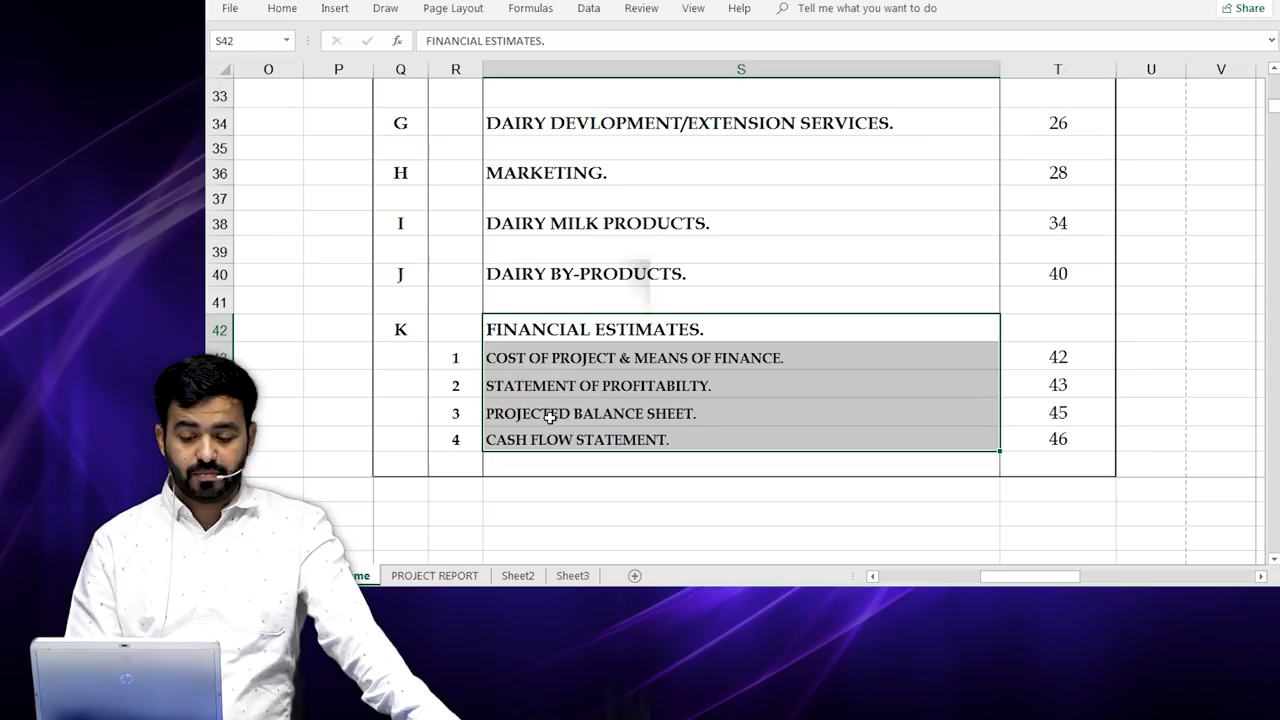 File Home Insert Draw Page Layout Formulas Data Review View Help Tell me what you want to do Share
S42 fx FINANCIAL ESTIMATES.
O P Q R S T U V
33
34 G DAIRY DEVLOPMENT/EXTENSION SERVICES. 26
35
36 H MARKETING. 28
37
38 I DAIRY MILK PRODUCTS. 34
39
40 J DAIRY BY-PRODUCTS. 40
41
42 K FINANCIAL ESTIMATES.
1 COST OF PROJECT & MEANS OF FINANCE. 42
2 STATEMENT OF PROFITABILTY. 43
3 PROJECTED BALANCE SHEET. 45
4 CASH FLOW STATEMENT. 46
me PROJECT REPORT Sheet2 Sheet3